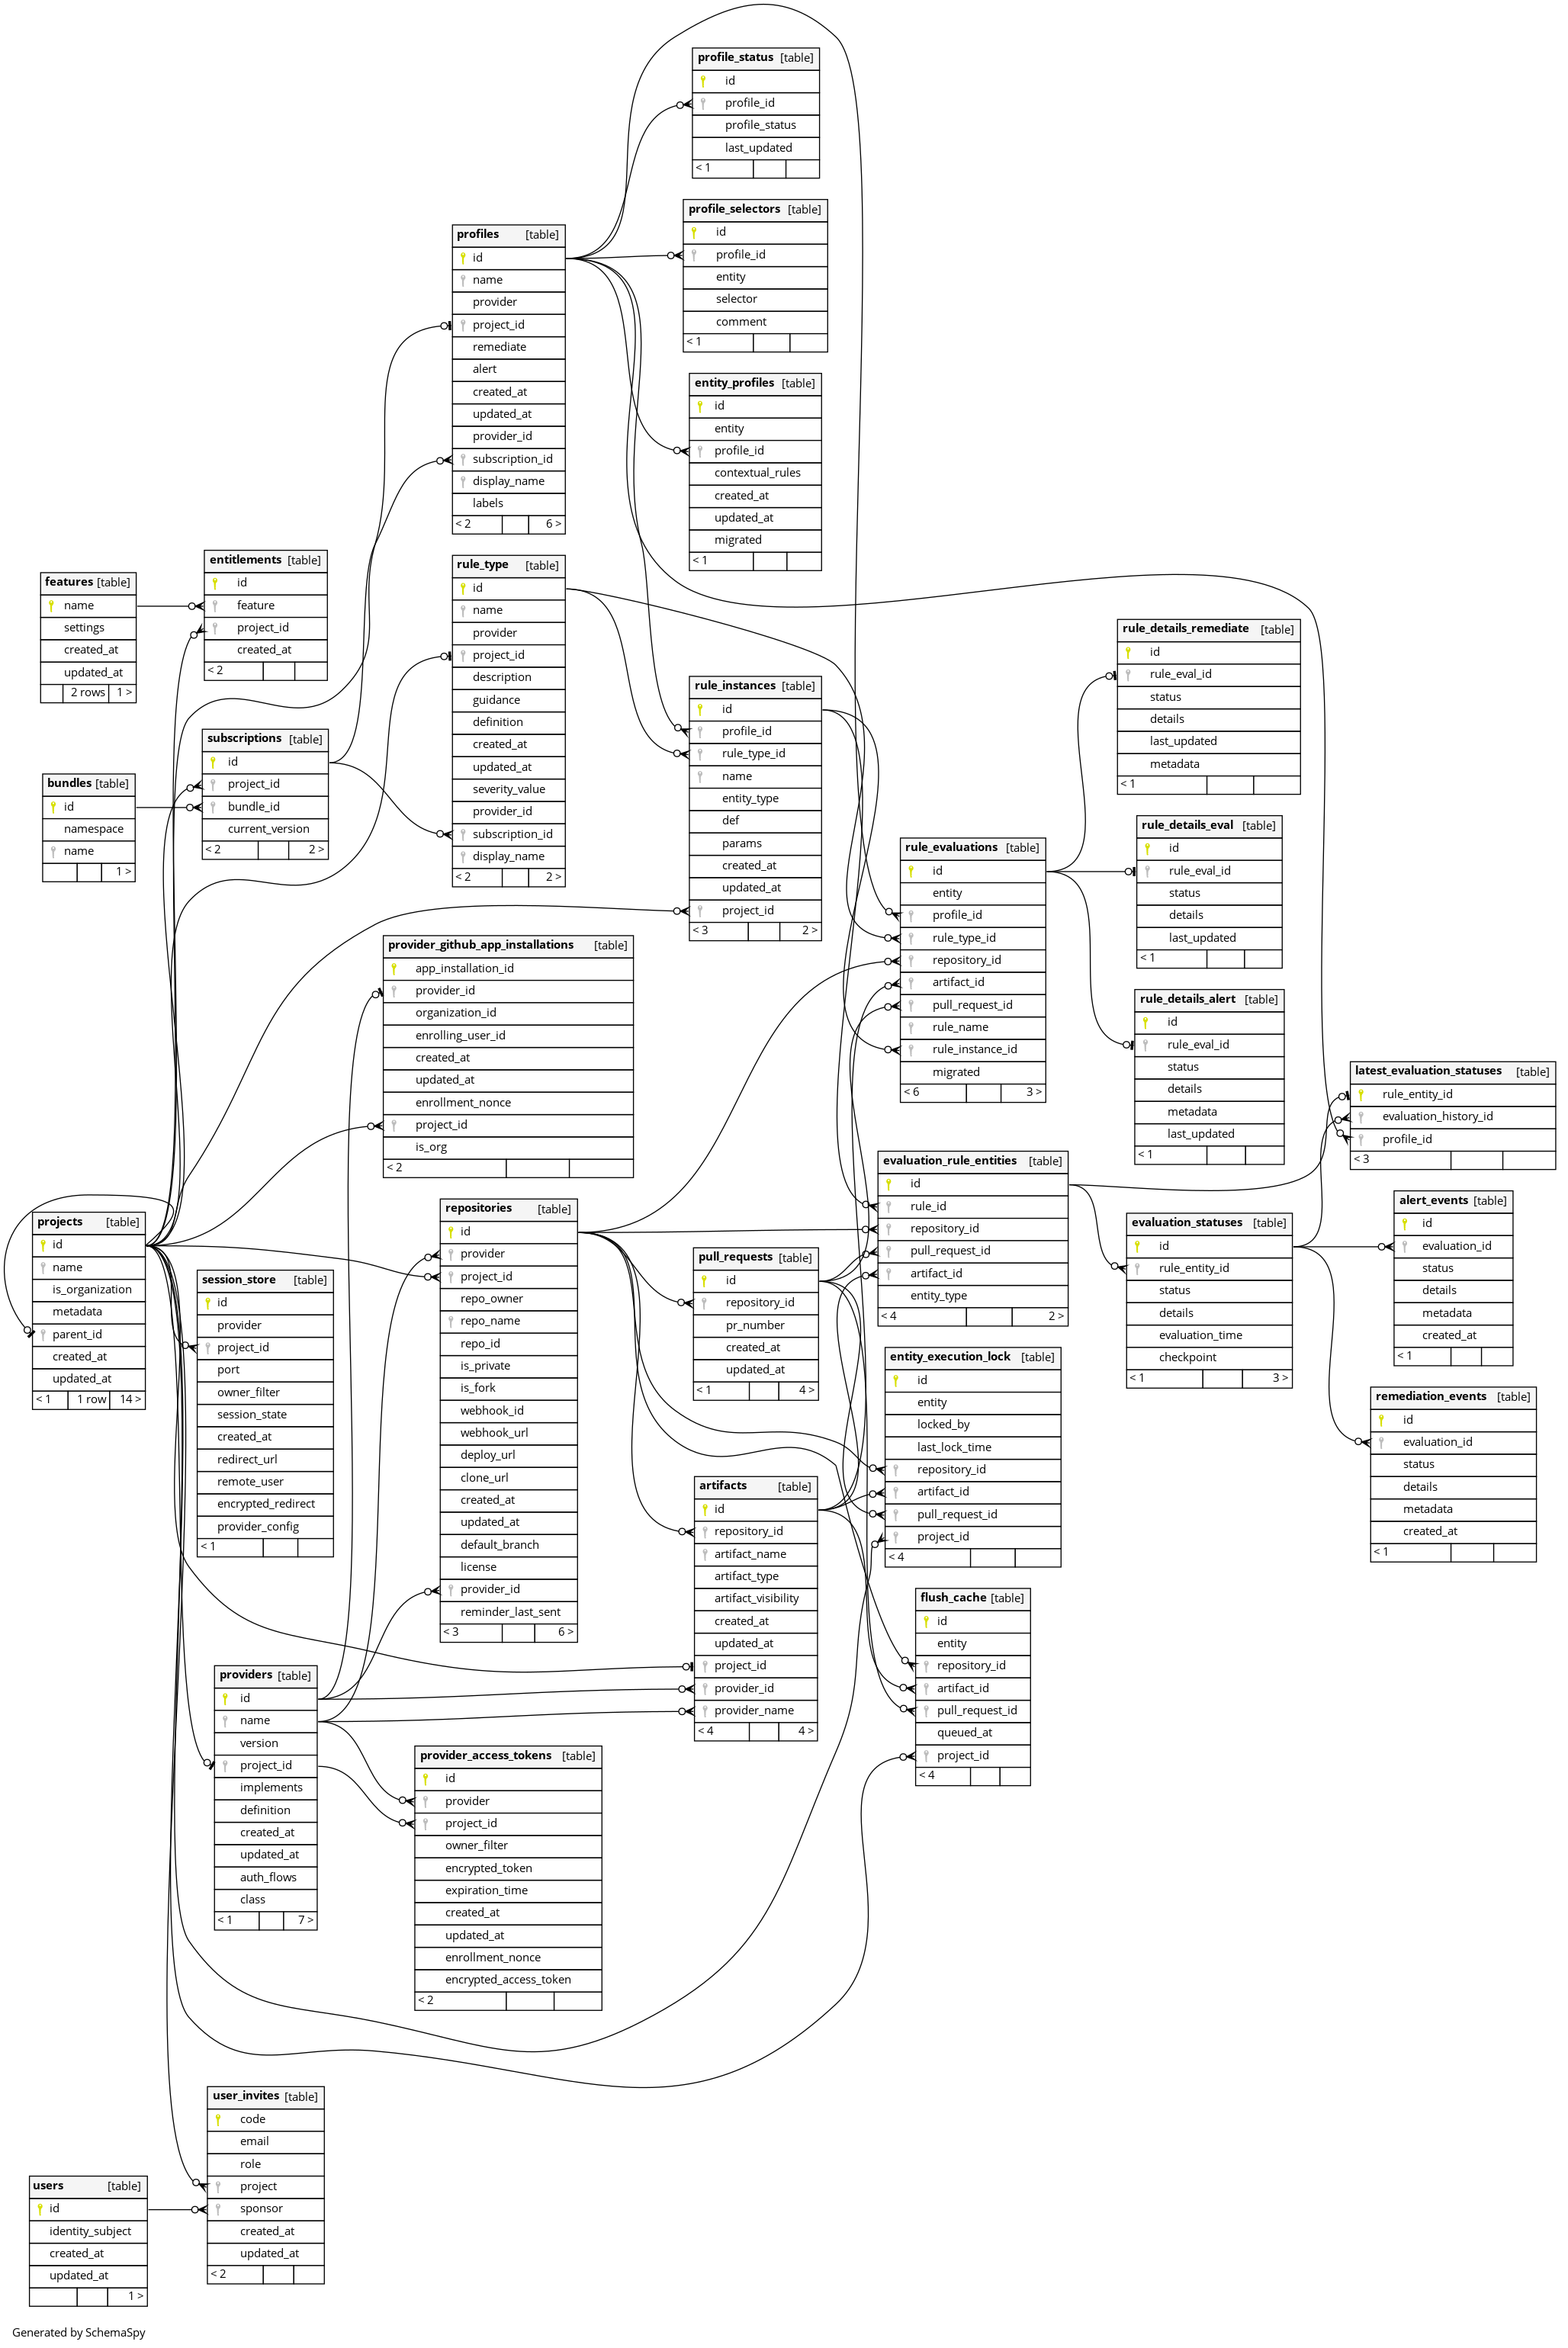 profile_status [table]
id
profile_id
profile_status
last_updated
< 1
profile_selectors [table]
id
profile_id
entity
selector
comment
< 1
profiles [table]
id
name
provider
project_id
remediate
alert
created_at
updated_at
provider_id
subscription_id
display_name
labels
< 2 6 >
entity_profiles [table]
id
entity
profile_id
contextual_rules
created_at
updated_at
migrated
< 1
features [table]
name
settings
created_at
updated_at
2 rows 1 >
entitlements [table]
id
feature
project_id
created_at
< 2
rule_type [table]
id
name
provider
project_id
description
guidance
definition
created_at
updated_at
severity_value
provider_id
subscription_id
display_name
< 2 2 >
subscriptions [table]
id
project_id
bundle_id
current_version
< 2 2 >
bundles [table]
id
namespace
name
1 >
rule_instances [table]
id
profile_id
rule_type_id
name
entity_type
def
params
created_at
updated_at
project_id
< 3 2 >
rule_details_remediate [table]
id
rule_eval_id
status
details
last_updated
metadata
< 1
rule_evaluations [table]
id
entity
profile_id
rule_type_id
repository_id
artifact_id
pull_request_id
rule_name
rule_instance_id
migrated
< 6 3 >
rule_details_eval [table]
id
rule_eval_id
status
details
last_updated
< 1
rule_details_alert [table]
id
rule_eval_id
status
details
metadata
last_updated
< 1
latest_evaluation_statuses [table]
rule_entity_id
evaluation_history_id
profile_id
< 3
provider_github_app_installations [table]
app_installation_id
provider_id
organization_id
enrolling_user_id
created_at
updated_at
enrollment_nonce
project_id
is_org
< 2
evaluation_rule_entities [table]
id
rule_id
repository_id
pull_request_id
artifact_id
entity_type
< 4 2 >
projects [table]
id
name
is_organization
metadata
parent_id
created_at
updated_at
< 1 1 row 14 >
repositories [table]
id
provider
project_id
repo_owner
repo_name
repo_id
is_private
is_fork
webhook_id
webhook_url
deploy_url
clone_url
created_at
updated_at
default_branch
license
provider_id
reminder_last_sent
< 3 6 >
session_store [table]
id
provider
project_id
port
owner_filter
session_state
created_at
redirect_url
remote_user
encrypted_redirect
provider_config
< 1
pull_requests [table]
id
repository_id
pr_number
created_at
updated_at
< 1 4 >
evaluation_statuses [table]
id
rule_entity_id
status
details
evaluation_time
checkpoint
< 1 3 >
alert_events [table]
id
evaluation_id
status
details
metadata
created_at
< 1
entity_execution_lock [table]
id
entity
locked_by
last_lock_time
repository_id
artifact_id
pull_request_id
project_id
< 4
remediation_events [table]
id
evaluation_id
status
details
metadata
created_at
< 1
artifacts [table]
id
repository_id
artifact_name
artifact_type
artifact_visibility
created_at
updated_at
project_id
provider_id
provider_name
< 4 4 >
flush_cache [table]
id
entity
repository_id
artifact_id
pull_request_id
queued_at
project_id
< 4
providers [table]
id
name
version
project_id
implements
definition
created_at
updated_at
auth_flows
class
< 1 7 >
provider_access_tokens [table]
id
provider
project_id
owner_filter
encrypted_token
expiration_time
created_at
updated_at
enrollment_nonce
encrypted_access_token
< 2
user_invites [table]
code
email
role
project
sponsor
created_at
updated_at
< 2
users [table]
id
identity_subject
created_at
updated_at
1 >
Generated by SchemaSpy